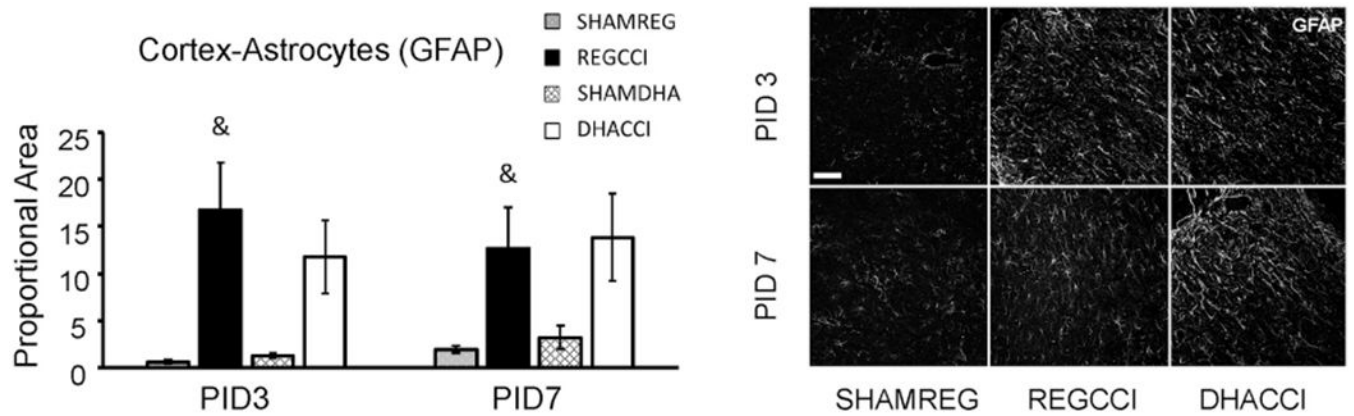 Cortex-Astrocytes (GFAP)
SHAMREG
REGCCI
SHAMDHA
DHACCI
Proportional Area
25
20
15
10
5
0
&
&
PID3
PID7
GFAP
PID 3
PID 7
SHAMREG
REGCCI
DHACCI